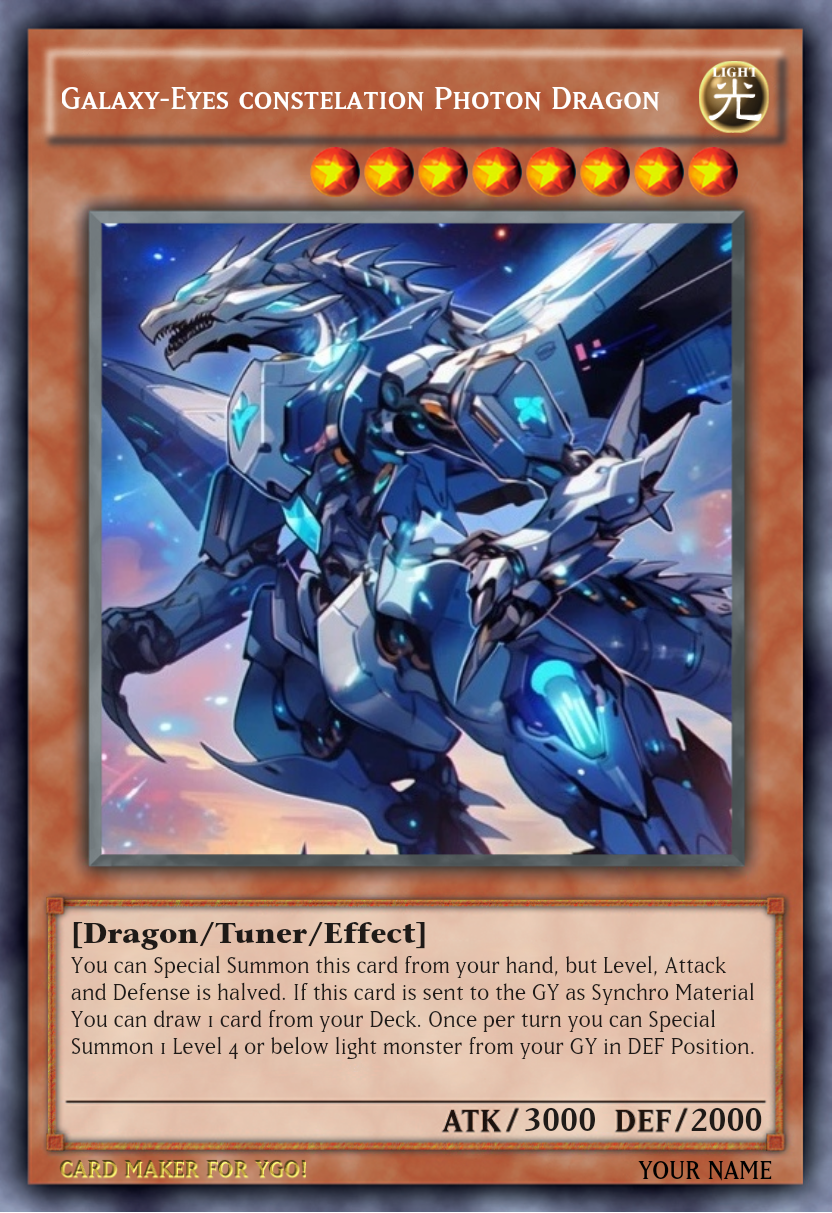 Galaxy-Eyes constelation Photon Dragon
LIGHT
光
[Dragon/Tuner/Effect]
You can Special Summon this card from your hand, but Level, Attack
and Defense is halved. If this card is sent to the GY as Synchro Material
You can draw 1 card from your Deck. Once per turn you can Special
Summon 1 Level 4 or below light monster from your GY in DEF Position.
ATK/3000 DEF/2000
CARD MAKER FOR YGO!
YOUR NAME